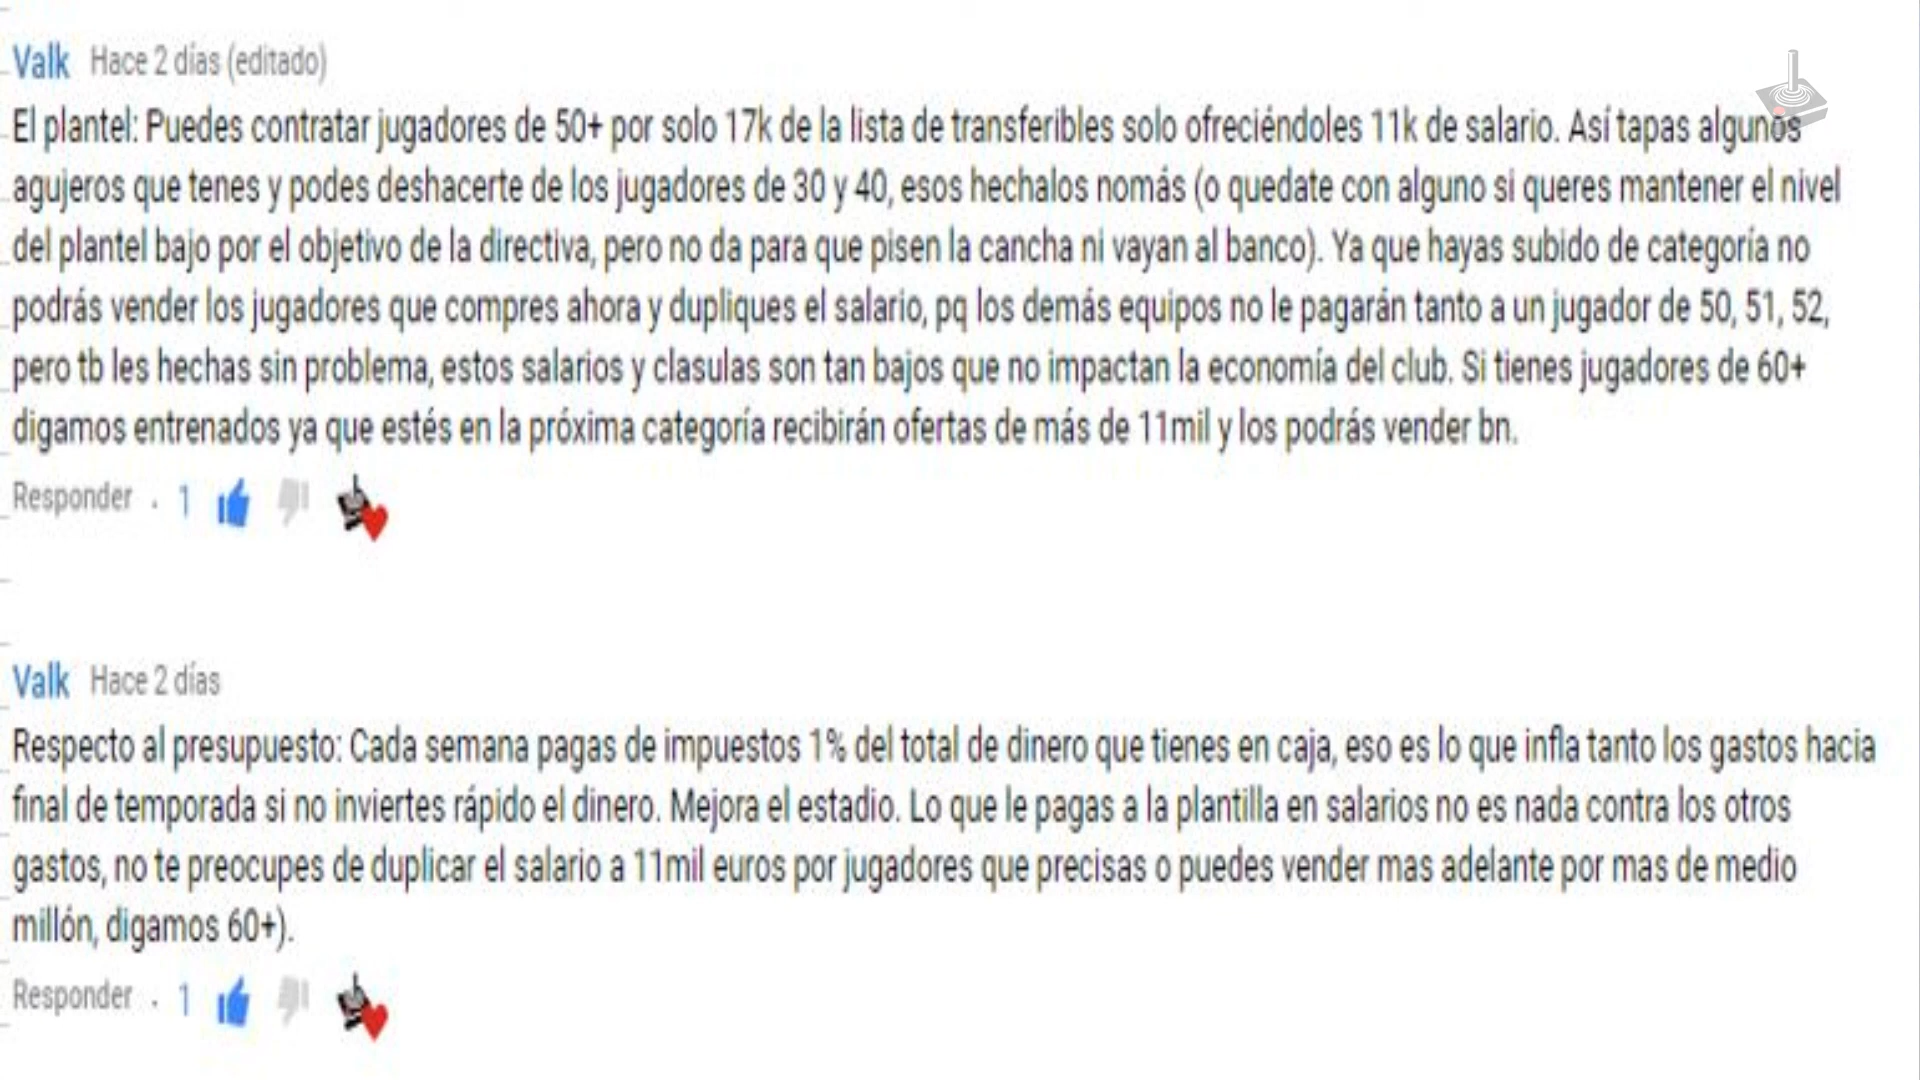 Valk Hace 2 días (editado)
El plantel: Puedes contratar jugadores de 50+ por solo 17k de la lista de transferibles solo ofreciéndoles 11k de salario. Así tapas algunos
agujeros que tenes y podes deshacerte de los jugadores de 30 y 40, esos hechalos nomás (o quedate con alguno si queres mantener el nivel
del plantel bajo por el objetivo de la directiva, pero no da para que pisen la cancha ni vayan al banco). Ya que hayas subido de categoría no
podrás vender los jugadores que compres ahora y dupliques el salario, pq los demás equipos no le pagarán tanto a un jugador de 50, 51, 52,
pero tb les hechas sin problema, estos salarios y clasulas son tan bajos que no impactan la economía del club. Si tienes jugadores de 60+
digamos entrenados ya que estés en la próxima categoría recibirán ofertas de más de 11mil y los podrás vender bn.
Responder . 1
Valk Hace 2 días
Respecto al presupuesto: Cada semana pagas de impuestos 1% del total de dinero que tienes en caja, eso es lo que infla tanto los gastos hacia
final de temporada si no inviertes rápido el dinero. Mejora el estadio. Lo que le pagas a la plantilla en salarios no es nada contra los otros
gastos, no te preocupes de duplicar el salario a 11mil euros por jugadores que precisas o puedes vender mas adelante por mas de medio
millón, digamos 60+).
Responder . 1